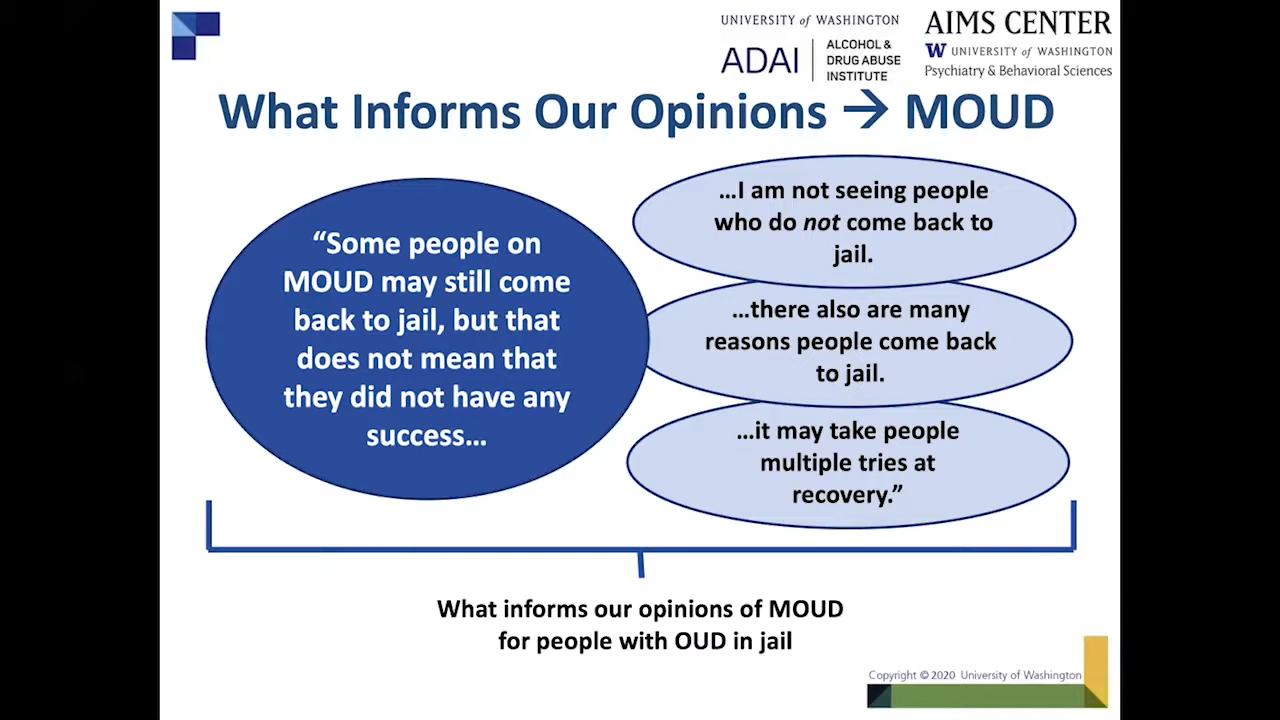 UNIVERSITY of WASHINGTON
ADAI
ALCOHOL &
DRUG ABUSE
INSTITUTE
AIMS CENTER
W UNIVERSITY of WASHINGTON
Psychiatry & Behavioral Sciences
What Informs Our Opinions → MOUD
“Some people on
MOUD may still come
back to jail, but that
does not mean that
they did not have any
success…
…I am not seeing people
who do not come back to
jail.
…there also are many
reasons people come back
to jail.
…it may take people
multiple tries at
recovery.”
What informs our opinions of MOUD
for people with OUD in jail
Copyright © 2020 University of Washington